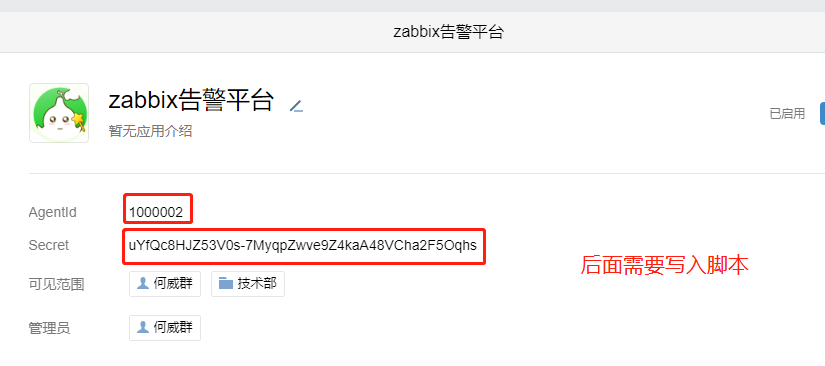 zabbix告警平台
zabbix告警平台
暂无应用介绍
已启用
AgentId 1000002
Secret uYfQc8HJZ53V0s-7MyqpZwve9Z4kaA48VCha2F5Oqhs
后面需要写入脚本
可见范围 何威群 技术部
管理员 何威群